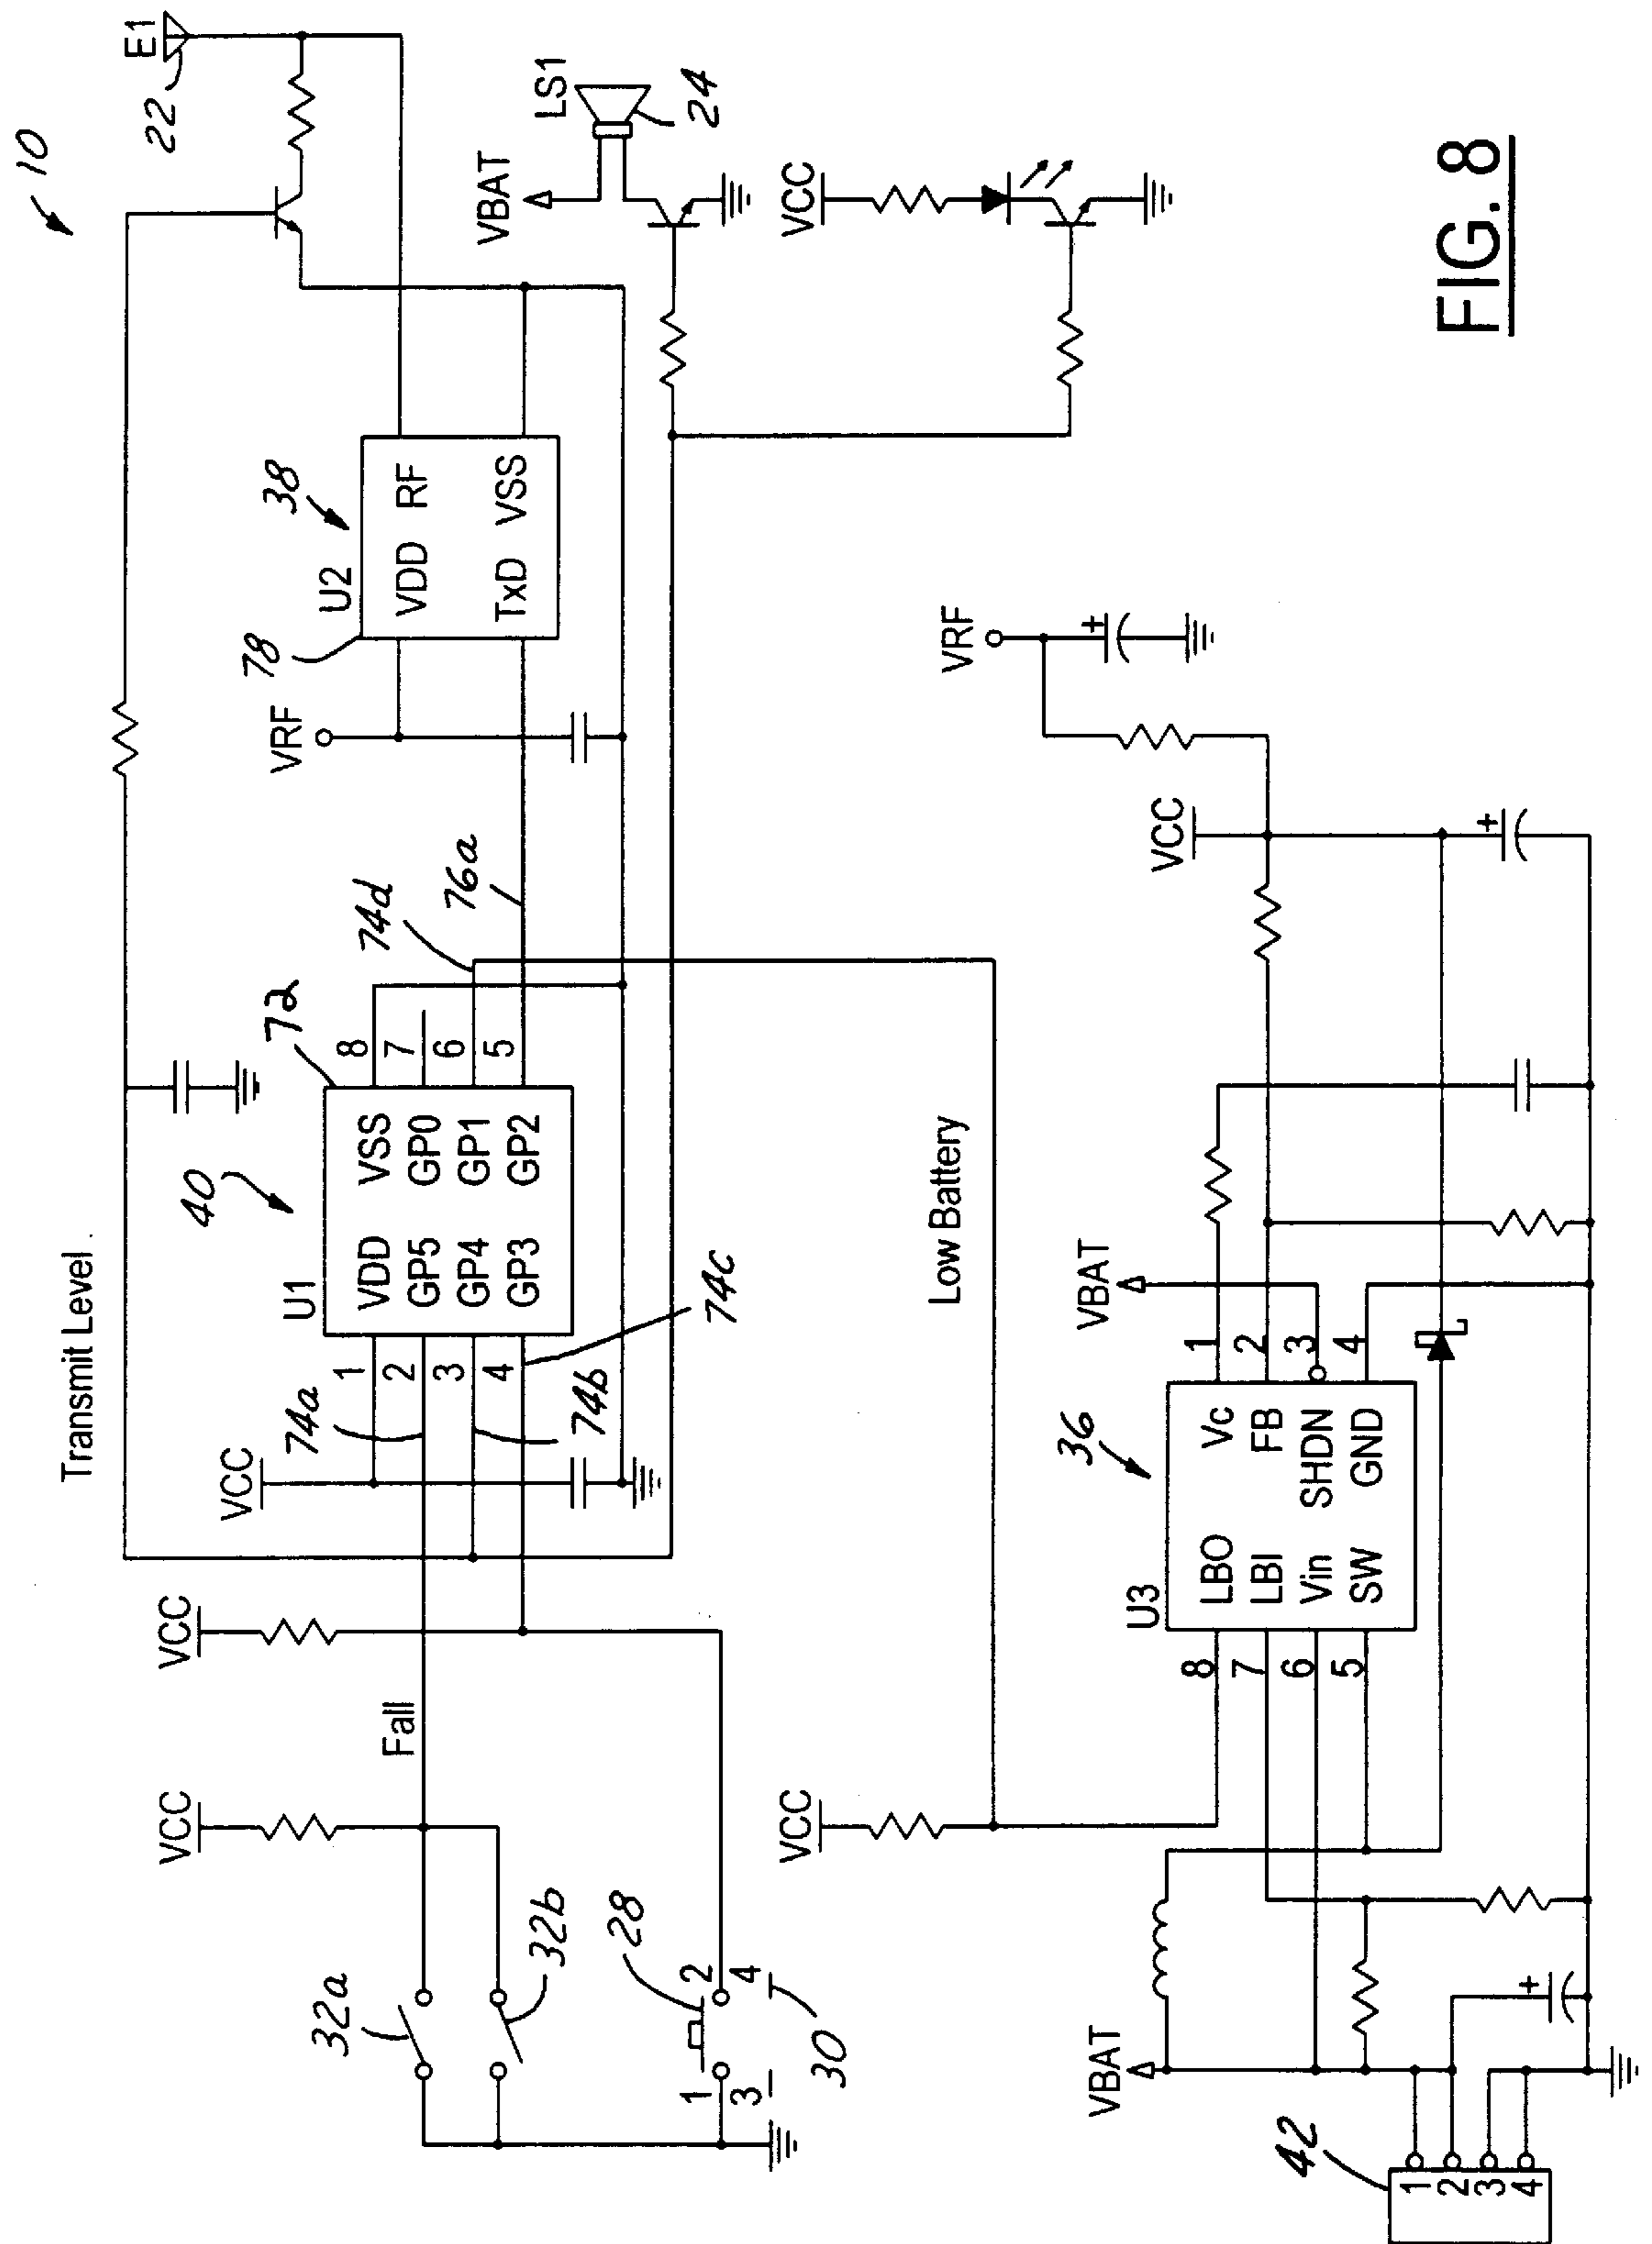 10
Transmit Level
E1
22
VCC
VCC
VCC
32a
Fall
74a
74b
74c
U1
40
72
1
2
3
4
VDD
GP5
GP4
GP3
VSS
GP0
GP1
GP2
8
7
6
5
74d
76a
VRF
78
U2
38
VDD
RF
TxD
VSS
VBAT
LS1
24
32b
28
1
2
3
4
30
VCC
VCC
Low Battery
VRF
VCC
VBAT
VBAT
42
1
2
3
4
U3
36
8
7
6
5
LBO
LBI
Vin
SW
Vc
FB
SHDN
GND
1
2
3
4
FIG. 8